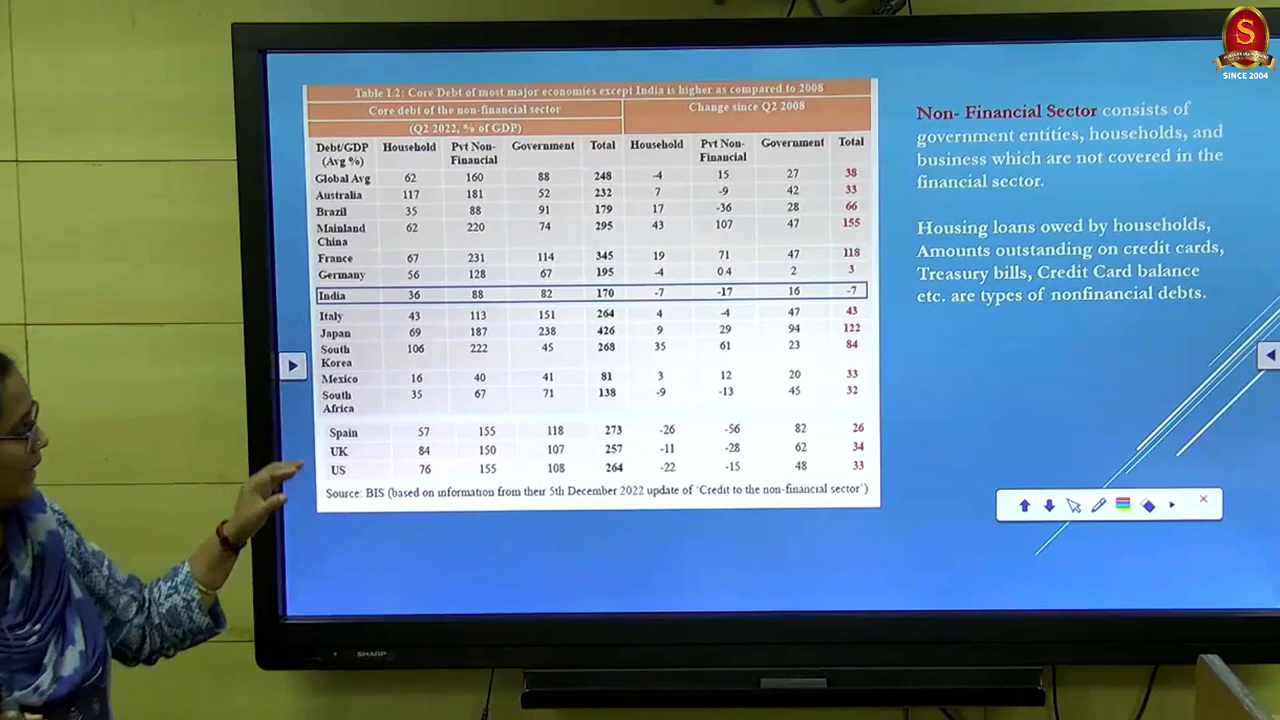 S
SINCE 2004
Table I.2: Core Debt of most major economies except India is higher as compared to 2008
Core debt of the non-financial sector Change since Q2 2008
(Q2 2022, % of GDP)
Debt/GDP Household Pvt Non- Government Total Household Pvt Non- Government Total
(Avg %) Financial Financial
Global Avg 62 160 88 248 -4 15 27 38
Australia 117 181 52 232 7 -9 42 33
Brazil 35 88 91 179 17 -36 28 66
Mainland 62 220 74 295 43 107 47 155
China
France 67 231 114 345 19 71 47 118
Germany 56 128 67 195 -4 0.4 2 3
India 36 88 82 170 -7 -17 16 -7
Italy 43 113 151 264 4 -4 47 43
Japan 69 187 238 426 9 29 94 122
South 106 222 45 268 35 61 23 84
Korea
Mexico 16 40 41 81 3 12 20 33
South 35 67 71 138 -9 -13 45 32
Africa
Spain 57 155 118 273 -26 -56 82 26
UK 84 150 107 257 -11 -28 62 34
US 76 155 108 264 -22 -15 48 33
Source: BIS (based on information from their 5th December 2022 update of ‘Credit to the non-financial sector’)
Non- Financial Sector consists of
government entities, households, and
business which are not covered in the
financial sector.
Housing loans owed by households,
Amounts outstanding on credit cards,
Treasury bills, Credit Card balance
etc. are types of nonfinancial debts.
SHARP